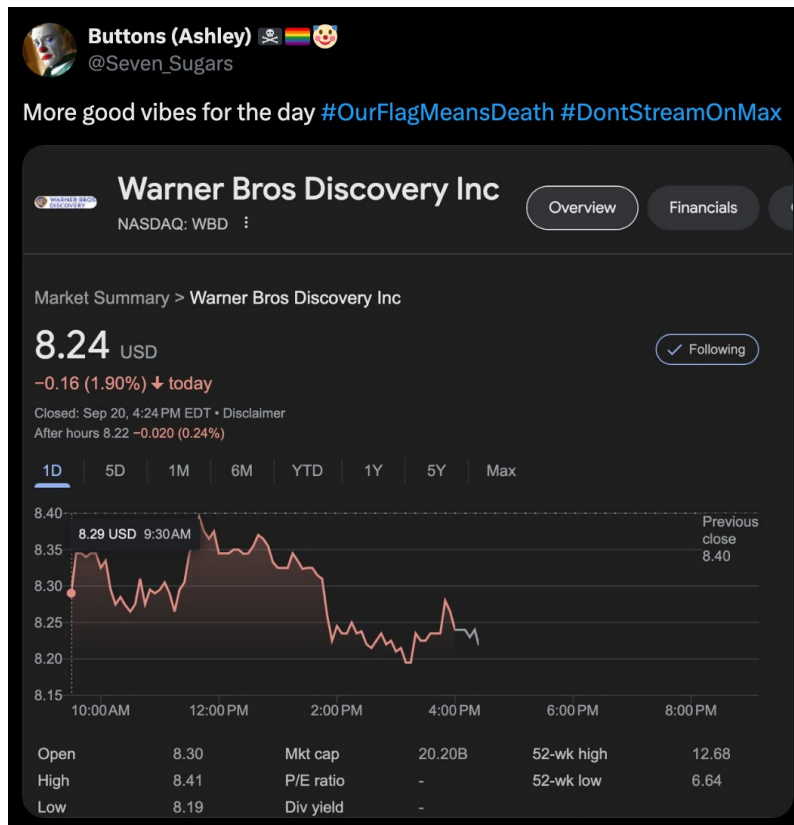 Buttons (Ashley) ☠️🏳️‍🌈🤡
@Seven_Sugars
More good vibes for the day #OurFlagMeansDeath #DontStreamOnMax
WARNER BROS DISCOVERY
Warner Bros Discovery Inc
NASDAQ: WBD
Overview
Financials
Market Summary > Warner Bros Discovery Inc
8.24 USD
Following
−0.16 (1.90%) ↓ today
Closed: Sep 20, 4:24 PM EDT • Disclaimer
After hours 8.22 −0.020 (0.24%)
1D 5D 1M 6M YTD 1Y 5Y Max
8.40
8.29 USD 9:30 AM
Previous
close
8.40
8.35
8.30
8.25
8.20
8.15
10:00 AM 12:00 PM 2:00 PM 4:00 PM 6:00 PM 8:00 PM
Open 8.30 Mkt cap 20.20B 52-wk high 12.68
High 8.41 P/E ratio - 52-wk low 6.64
Low 8.19 Div yield -